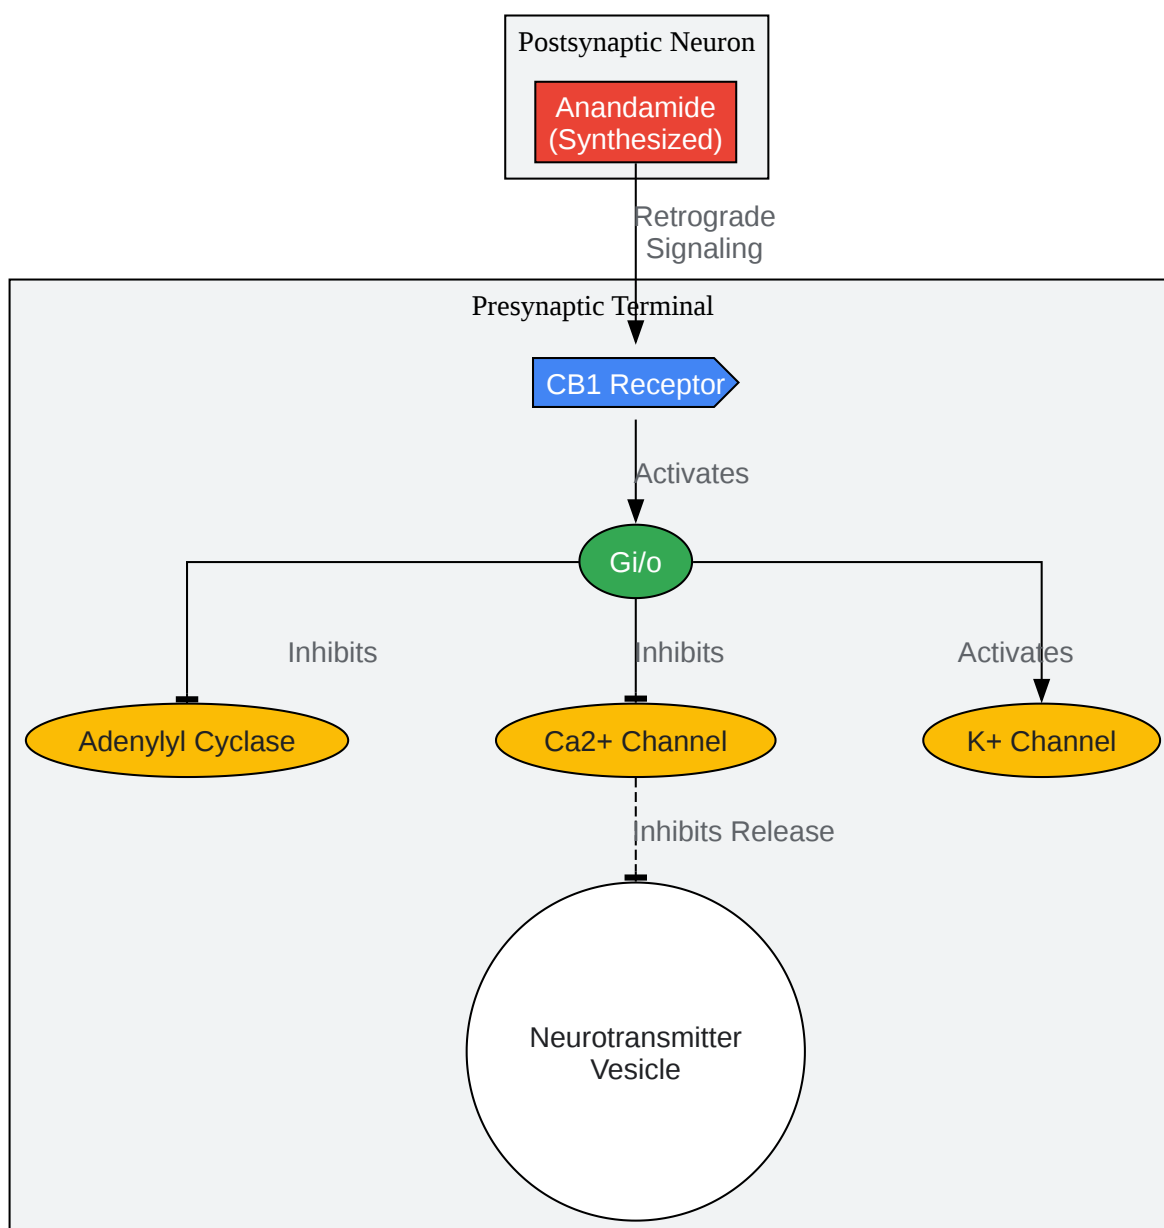 Postsynaptic Neuron
Anandamide
(Synthesized)
Retrograde
Signaling
Presynaptic Terminal
CB1 Receptor
Activates
Gi/o
Inhibits
Inhibits
Activates
Adenylyl Cyclase
Ca2+ Channel
K+ Channel
Inhibits Release
Neurotransmitter
Vesicle